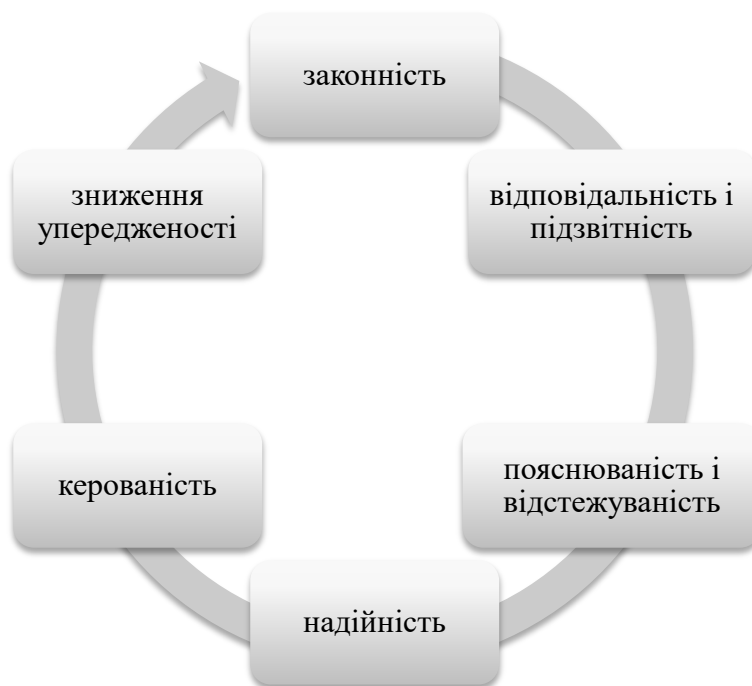 законність
відповідальність і
підзвітність
пояснюваність і
відстежуваність
надійність
керованість
зниження
упередженості